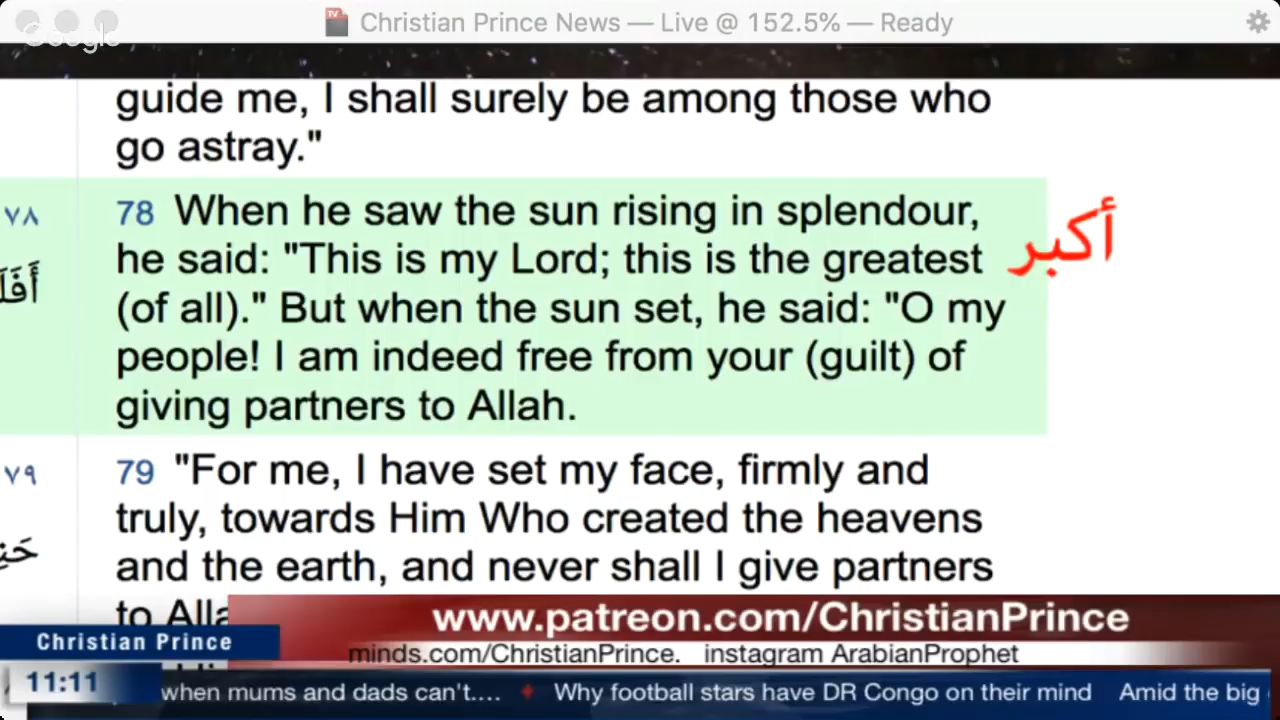 Christian Prince News — Live @ 152.5% — Ready
Google
guide me, I shall surely be among those who
go astray."
٧٨
78 When he saw the sun rising in splendour,
he said: "This is my Lord; this is the greatest
أكبر
(of all)." But when the sun set, he said: "O my
people! I am indeed free from your (guilt) of
giving partners to Allah.
٧٩
79 "For me, I have set my face, firmly and
truly, towards Him Who created the heavens
and the earth, and never shall I give partners
to Alla
www.patreon.com/ChristianPrince
Christian Prince
minds.com/ChristianPrince. instagram ArabianProphet
11:11
when mums and dads can't.... ♦ Why football stars have DR Congo on their mind Amid the big